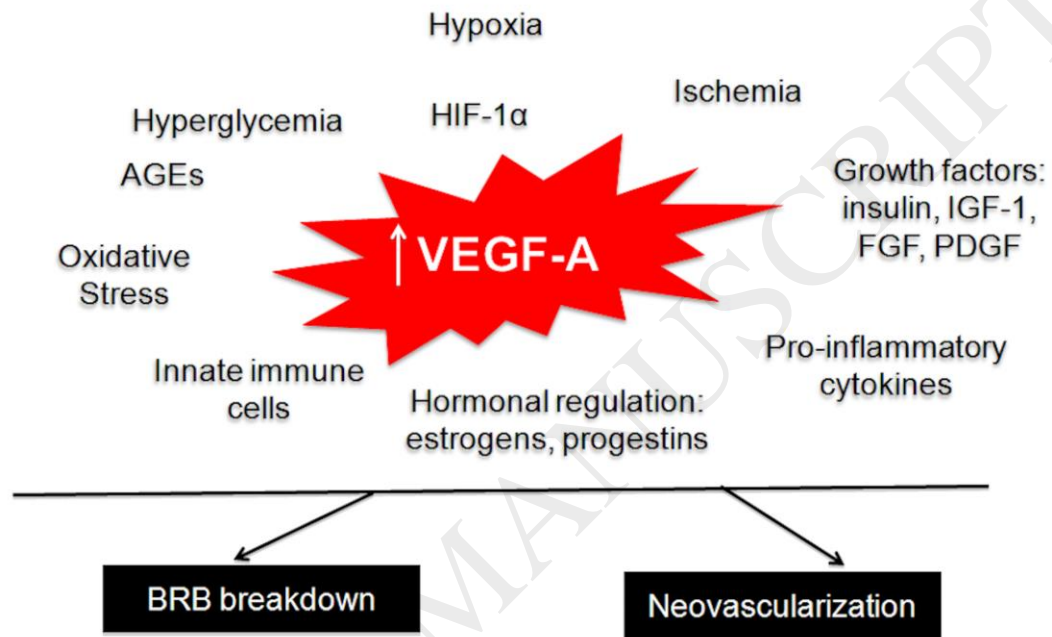 Hypoxia
Ischemia
HIF-1α
Hyperglycemia
AGEs
Growth factors:
insulin, IGF-1,
FGF, PDGF
↑ VEGF-A
Oxidative
Stress
Pro-inflammatory
cytokines
Innate immune
cells
Hormonal regulation:
estrogens, progestins
BRB breakdown
Neovascularization
MANUSCRIPT